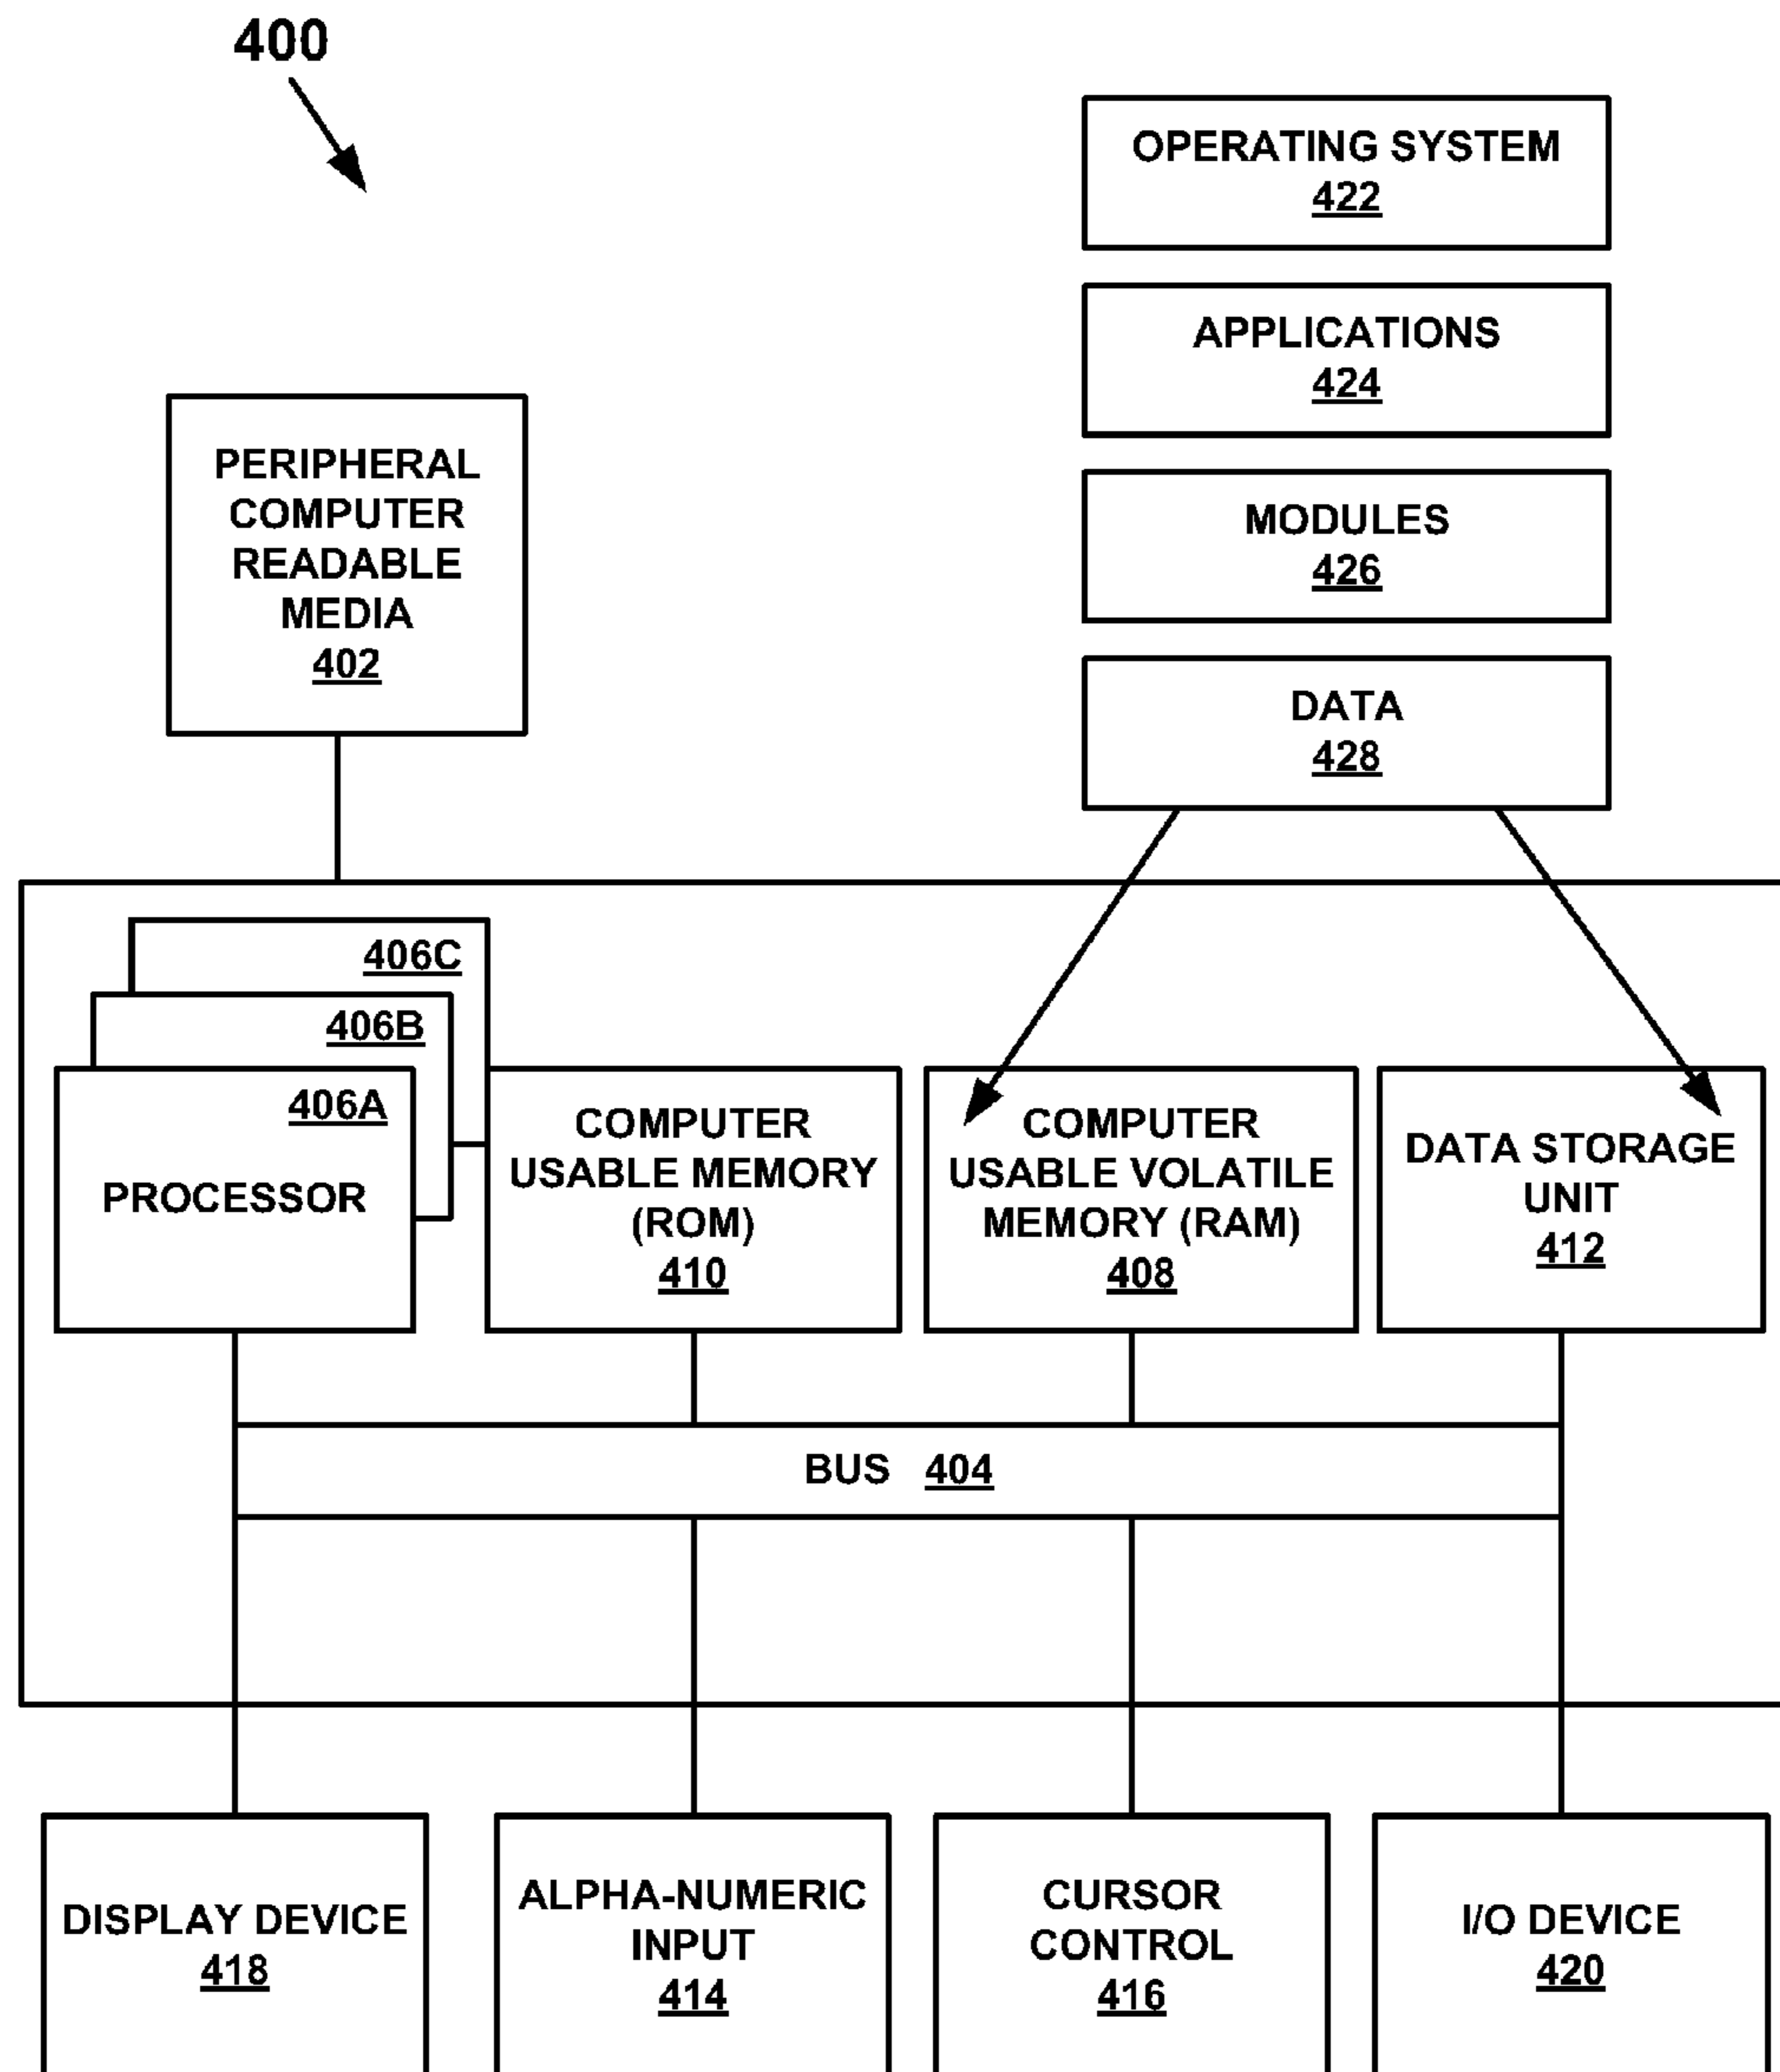 400
OPERATING SYSTEM
422
APPLICATIONS
424
MODULES
426
DATA
428
PERIPHERAL
COMPUTER
READABLE
MEDIA
402
406C
406B
406A
PROCESSOR
COMPUTER
USABLE MEMORY
(ROM)
410
COMPUTER
USABLE VOLATILE
MEMORY (RAM)
408
DATA STORAGE
UNIT
412
BUS 404
DISPLAY DEVICE
418
ALPHA-NUMERIC
INPUT
414
CURSOR
CONTROL
416
I/O DEVICE
420